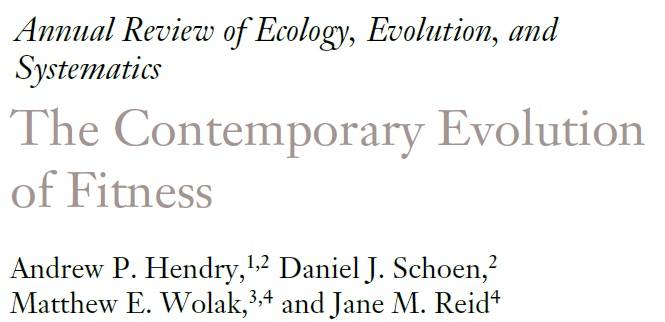 Annual Review of Ecology, Evolution, and
Systematics
The Contemporary Evolution
of Fitness
Andrew P. Hendry,¹,² Daniel J. Schoen,²
Matthew E. Wolak,³,⁴ and Jane M. Reid⁴